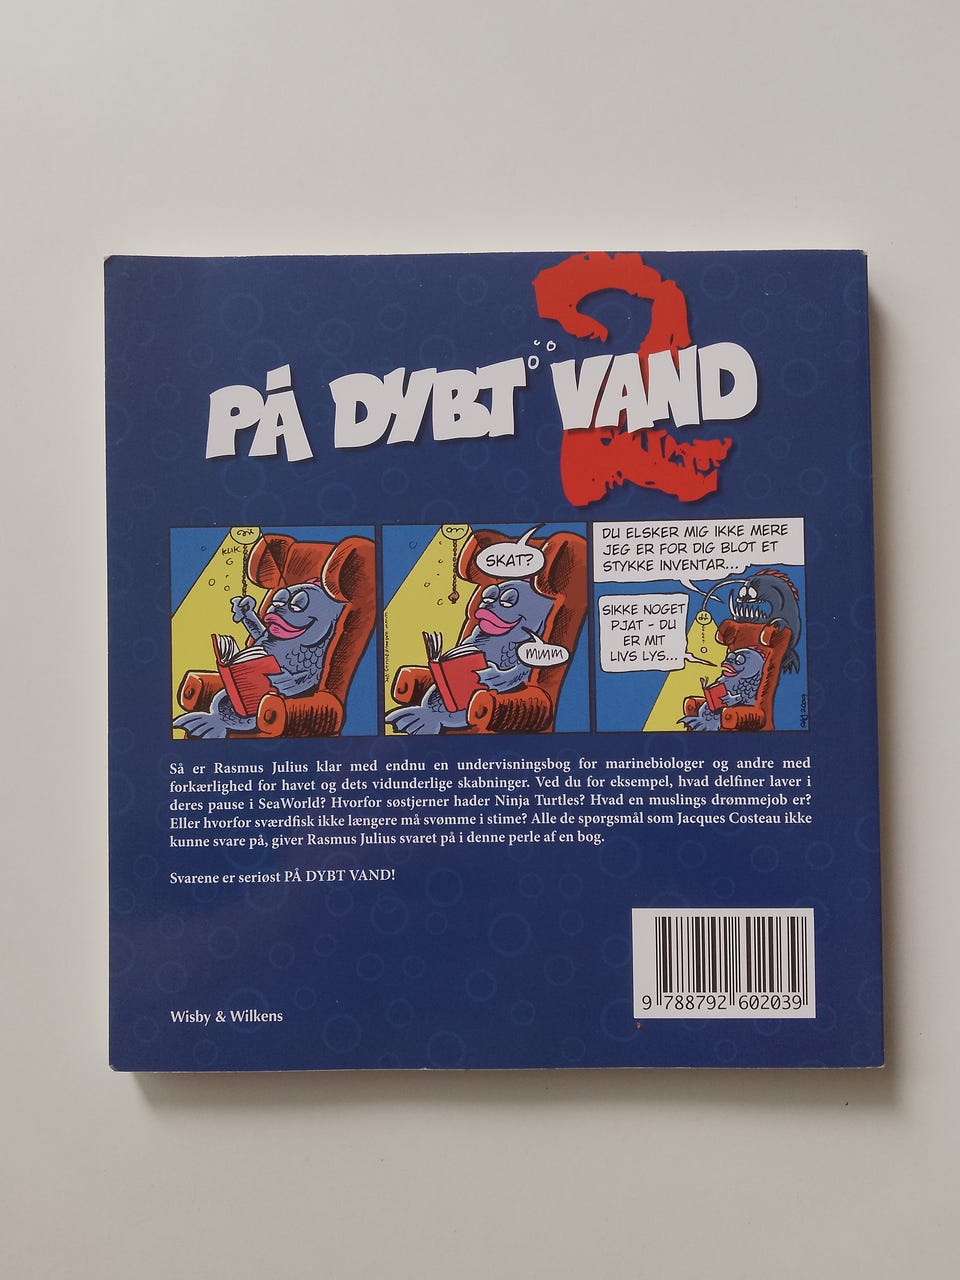 2
PÅ DYBT VAND
KLIK
SKAT?
MMM
DU ELSKER MIG IKKE MERE
JEG ER FOR DIG BLOT ET
STYKKE INVENTAR...
SIKKE NOGET
PJAT - DU
ER MIT
LIVS LYS...
Så er Rasmus Julius klar med endnu en undervisningsbog for marinebiologer og andre med
forkærlighed for havet og dets vidunderlige skabninger. Ved du for eksempel, hvad delfiner laver i
deres pause i SeaWorld? Hvorfor søstjerner hader Ninja Turtles? Hvad en muslings drømmejob er?
Eller hvorfor sværdfisk ikke længere må svømme i stime? Alle de spørgsmål som Jacques Costeau ikke
kunne svare på, giver Rasmus Julius svaret på i denne perle af en bog.
Svarene er seriøst PÅ DYBT VAND!
Wisby & Wilkens
9 788792 602039